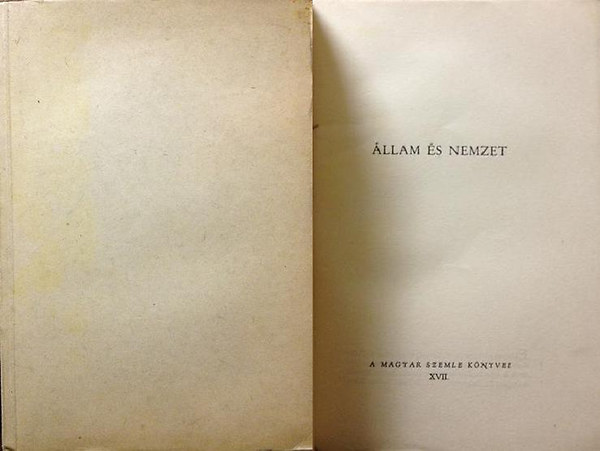 ÁLLAM ÉS NEMZET
A MAGYAR SZEMLE KÖNYVEI
XVII.